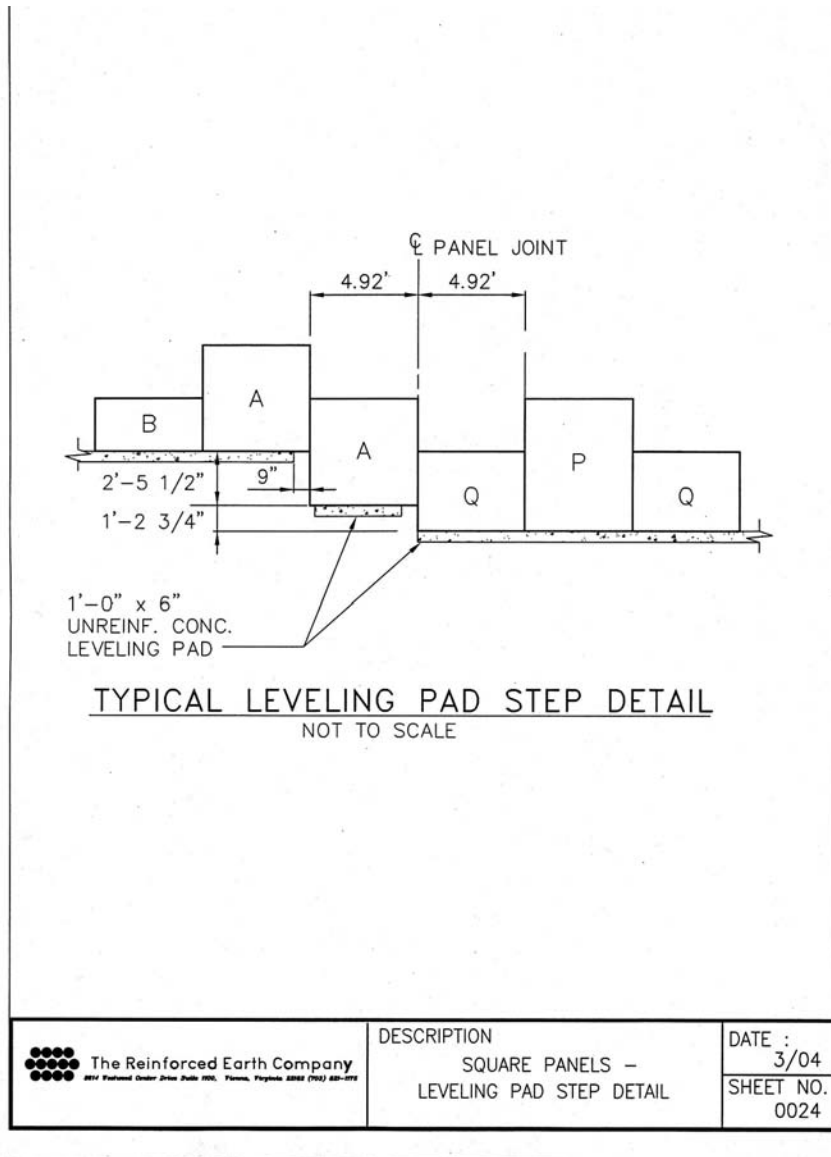 ℄ PANEL JOINT
4.92' 4.92'
B
A
A
Q
P
Q
2'-5 1/2"
9"
1'-2 3/4"
1'-0" x 6"
UNREINF. CONC.
LEVELING PAD
TYPICAL LEVELING PAD STEP DETAIL
NOT TO SCALE
The Reinforced Earth Company
DESCRIPTION
SQUARE PANELS –
LEVELING PAD STEP DETAIL
DATE :
3/04
SHEET NO.
0024